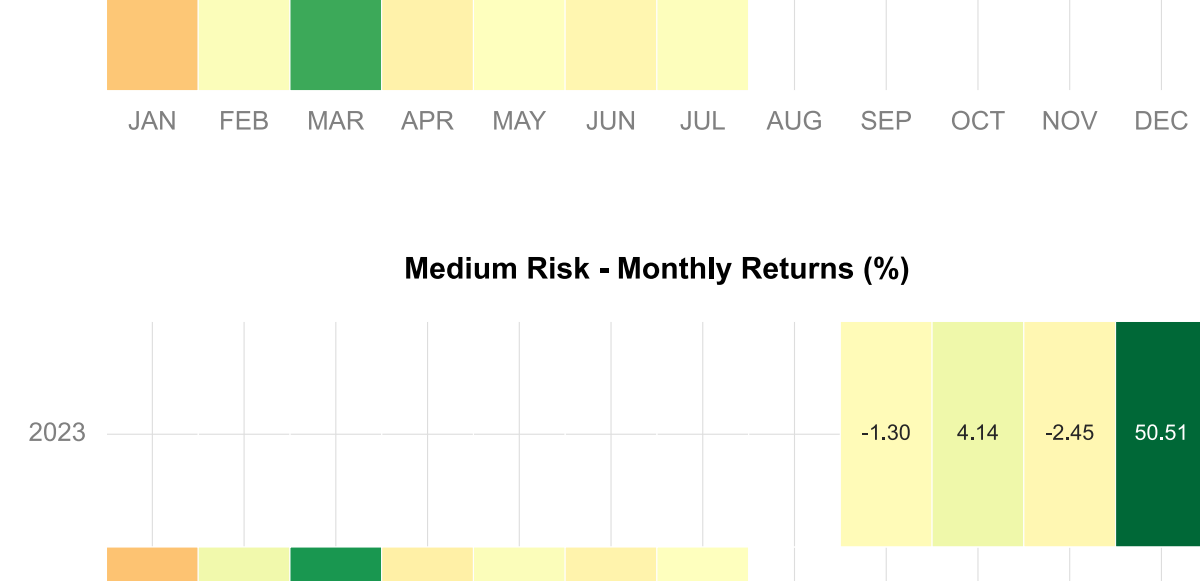 JAN FEB MAR APR MAY JUN JUL AUG SEP OCT NOV DEC
Medium Risk - Monthly Returns (%)
2023 -1.30 4.14 -2.45 50.51